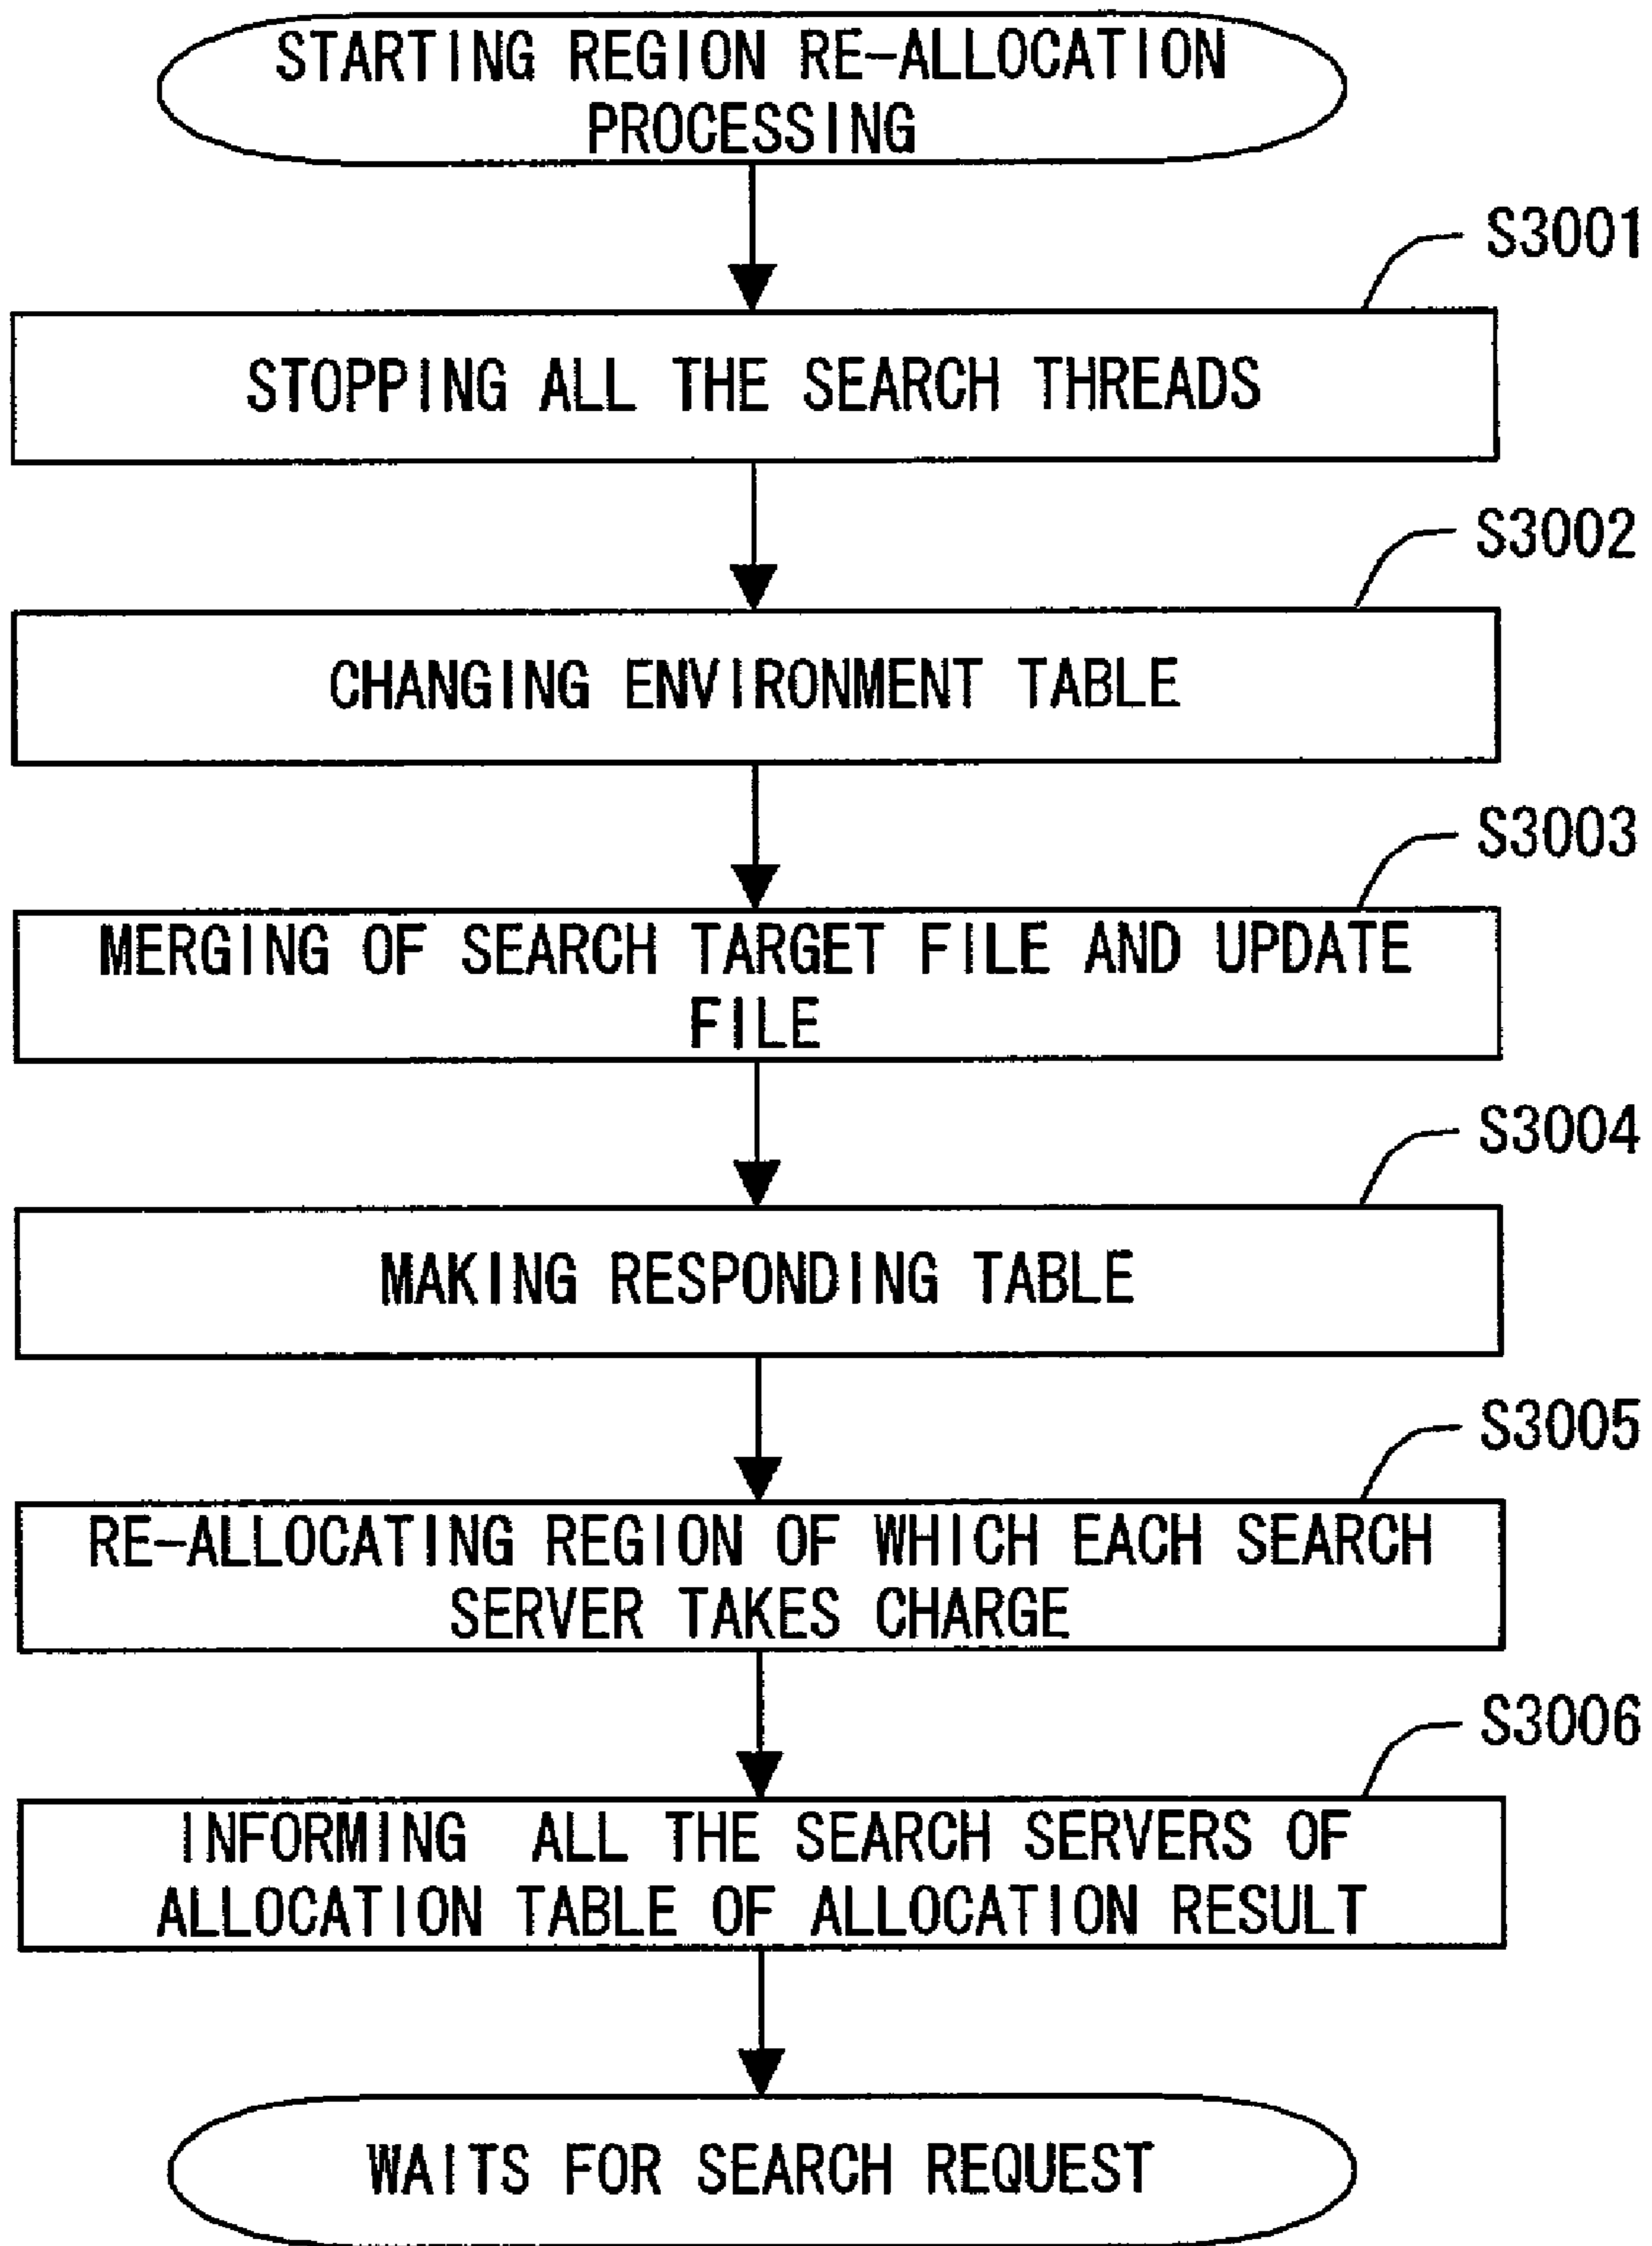 STARTING REGION RE-ALLOCATION
PROCESSING
S3001
STOPPING ALL THE SEARCH THREADS
S3002
CHANGING ENVIRONMENT TABLE
S3003
MERGING OF SEARCH TARGET FILE AND UPDATE
FILE
S3004
MAKING RESPONDING TABLE
S3005
RE-ALLOCATING REGION OF WHICH EACH SEARCH
SERVER TAKES CHARGE
S3006
INFORMING ALL THE SEARCH SERVERS OF
ALLOCATION TABLE OF ALLOCATION RESULT
WAITS FOR SEARCH REQUEST